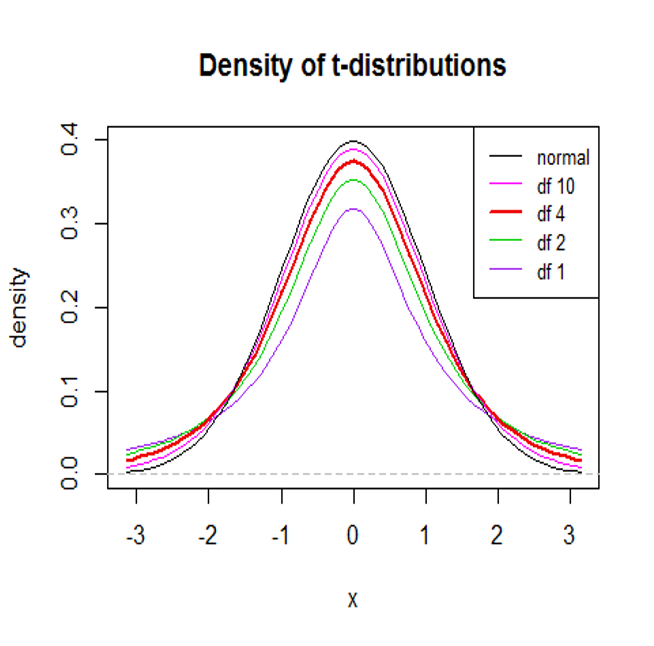 Density of t-distributions
density
0.4
0.3
0.2
0.1
0.0
normal
df 10
df 4
df 2
df 1
-3 -2 -1 0 1 2 3
x